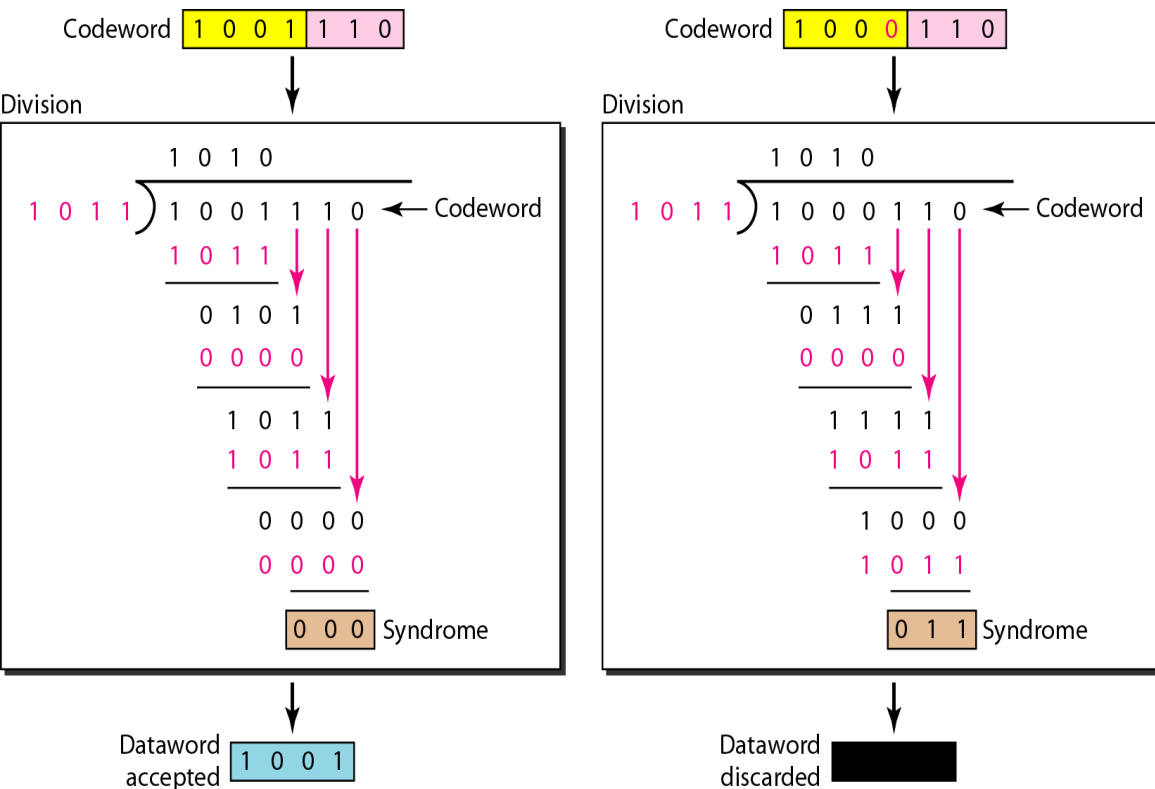 Codeword 1 0 0 1 1 1 0
Division
1 0 1 0
1 0 1 1 1 0 0 1 1 1 0 Codeword
1 0 1 1
0 1 0 1
0 0 0 0
1 0 1 1
1 0 1 1
0 0 0 0
0 0 0 0
0 0 0 Syndrome
Dataword
accepted
1 0 0 1
Codeword 1 0 0 0 1 1 0
Division
1 0 1 0
1 0 1 1 1 0 0 0 1 1 0 Codeword
1 0 1 1
0 1 1 1
0 0 0 0
1 1 1 1
1 0 1 1
1 0 0 0
1 0 1 1
0 1 1 Syndrome
Dataword
discarded